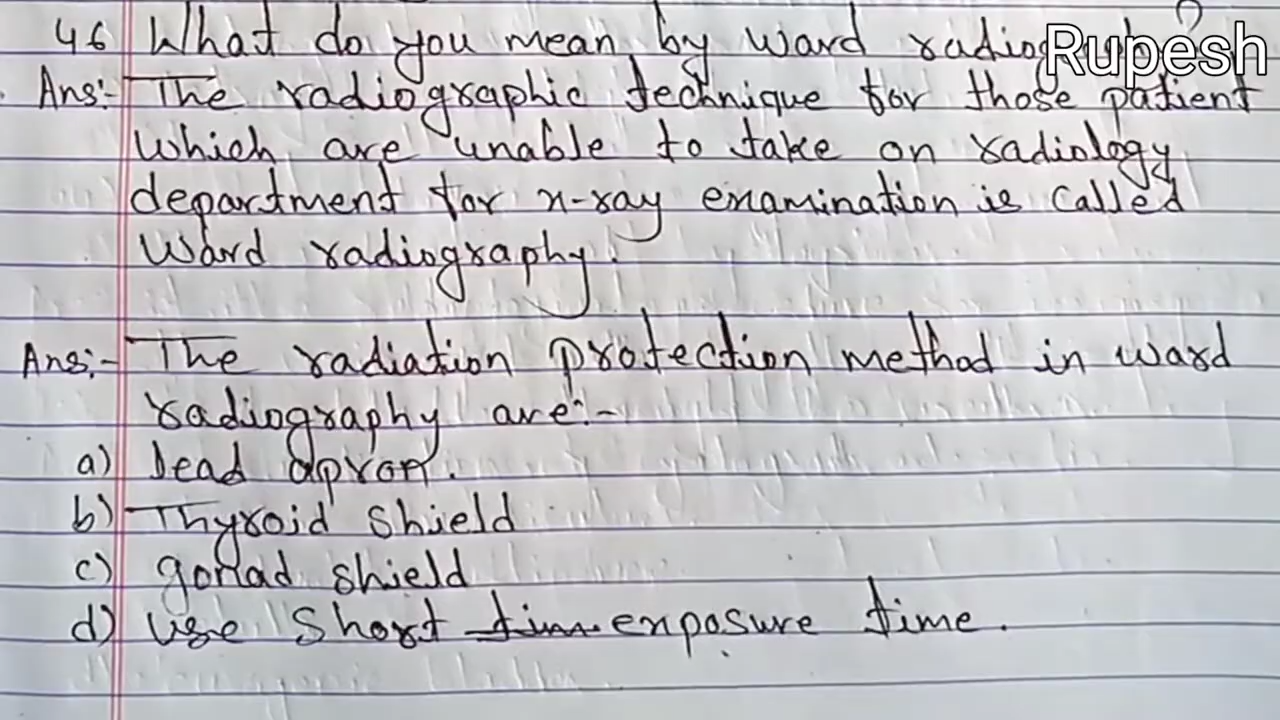 46 What do you mean by ward radiography?
Rupesh
Ans:- The radiographic technique for those patient
which are unable to take on radiology
department for x-ray examination is called
Ward radiography.
Ans:- The radiation protection method in ward
radiography are:-
a) lead apron.
b) Thyroid shield
c) gonad shield
d) Use Short tim exposure time.